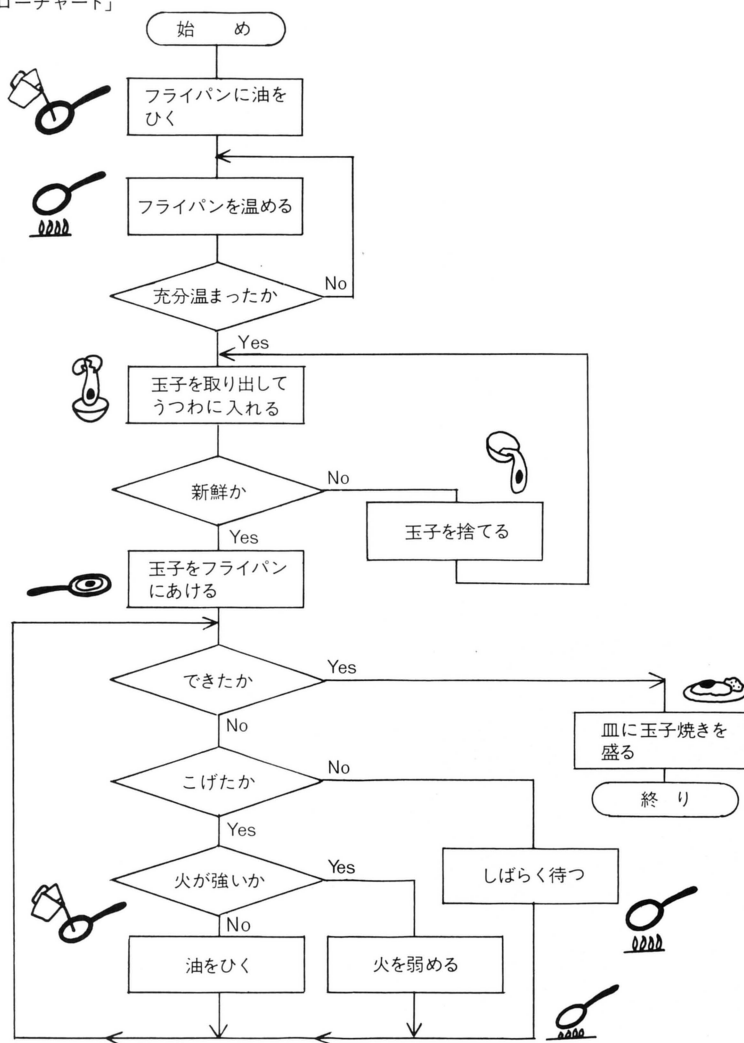 ローチャート」
始　め
フライパンに油を
ひく
フライパンを温める
充分温まったか
No
Yes
玉子を取り出して
うつわに入れる
新鮮か
No
玉子を捨てる
Yes
玉子をフライパン
にあける
できたか
Yes
皿に玉子焼きを
盛る
終　り
No
こげたか
No
しばらく待つ
Yes
火が強いか
Yes
火を弱める
No
油をひく